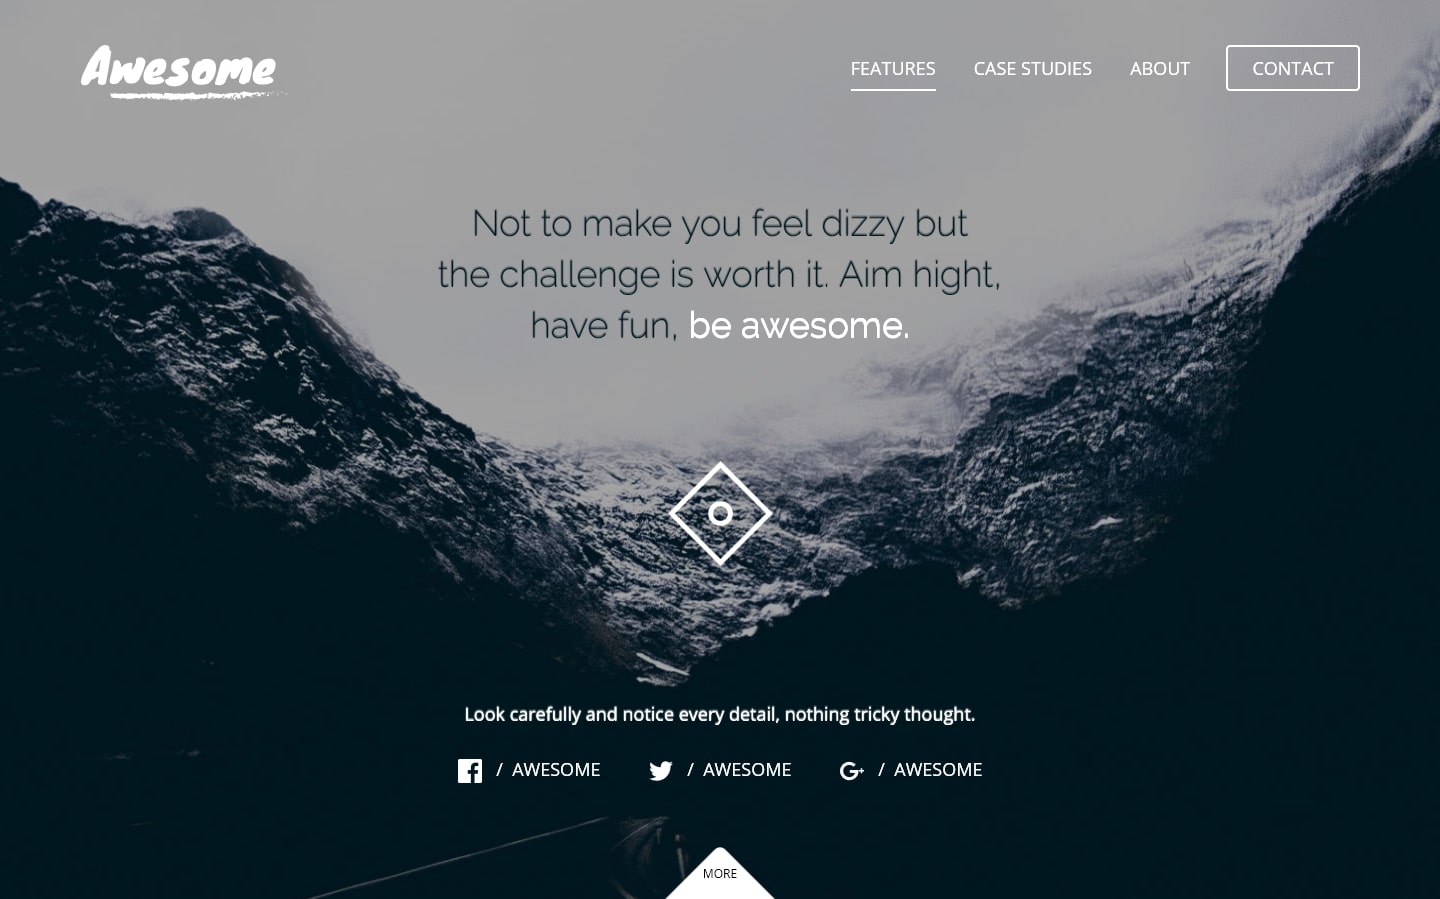 Awesome
FEATURES CASE STUDIES ABOUT CONTACT
Not to make you feel dizzy but
the challenge is worth it. Aim hight,
have fun, be awesome.
Look carefully and notice every detail, nothing tricky thought.
/ AWESOME / AWESOME / AWESOME
MORE